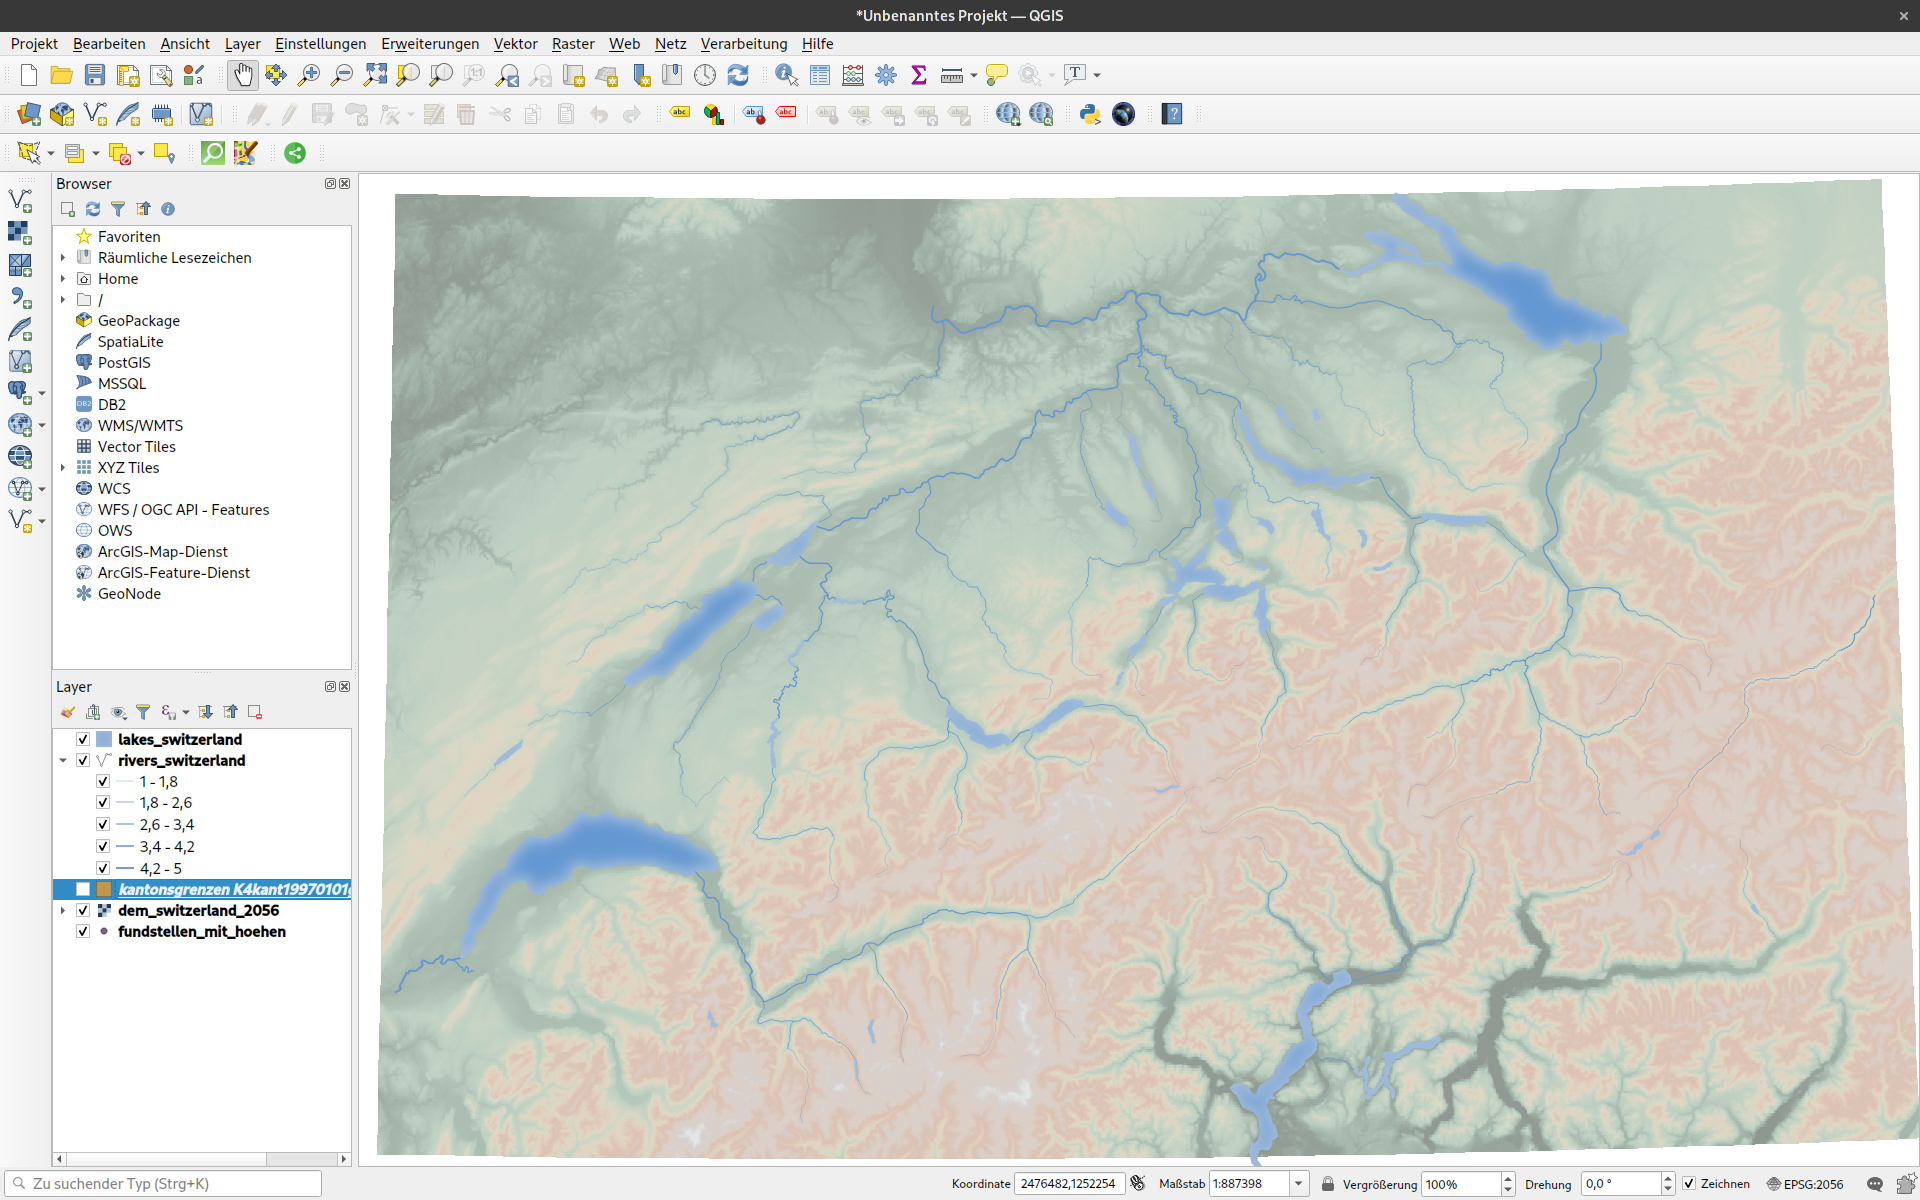 *Unbenanntes Projekt — QGIS
Projekt Bearbeiten Ansicht Layer Einstellungen Erweiterungen Vektor Raster Web Netz Verarbeitung Hilfe
Browser
Favoriten
Räumliche Lesezeichen
Home
/
GeoPackage
SpatiaLite
PostGIS
MSSQL
DB2
WMS/WMTS
Vector Tiles
XYZ Tiles
WCS
WFS / OGC API - Features
OWS
ArcGIS-Map-Dienst
ArcGIS-Feature-Dienst
GeoNode
Layer
lakes_switzerland
rivers_switzerland
1 - 1,8
1,8 - 2,6
2,6 - 3,4
3,4 - 4,2
4,2 - 5
kantonsgrenzen K4kant19970101
dem_switzerland_2056
fundstellen_mit_hoehen
Zu suchender Typ (Strg+K) Koordinate 2476482,1252254 Maßstab 1:887398 Vergrößerung 100% Drehung 0,0 ° Zeichnen EPSG:2056